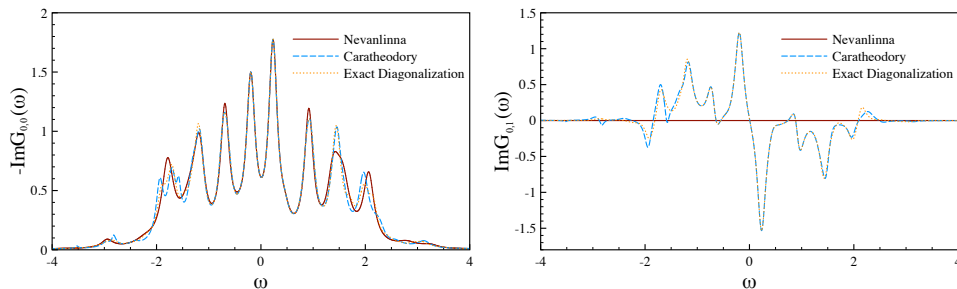 2
1.5
1
0.5
0
-ImG0,0(ω)
Nevanlinna
Caratheodory
Exact Diagonalization
-4
-2
0
2
4
ω
1.5
1
0.5
0
-0.5
-1
-1.5
ImG0,1(ω)
Nevanlinna
Caratheodory
Exact Diagonalization
-4
-2
0
2
4
ω